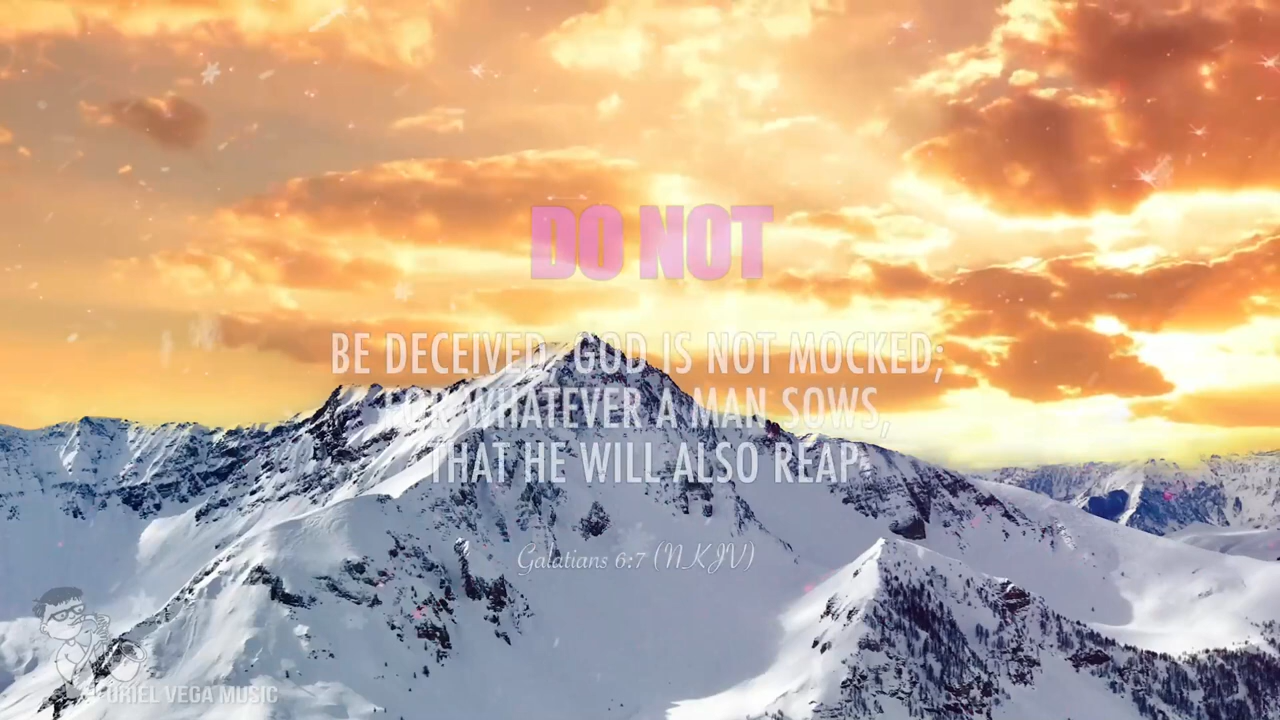 DO NOT
BE DECEIVED, GOD IS NOT MOCKED;
FOR WHATEVER A MAN SOWS,
THAT HE WILL ALSO REAP
Galatians 6:7 (NKJV)
URIEL VEGA MUSIC